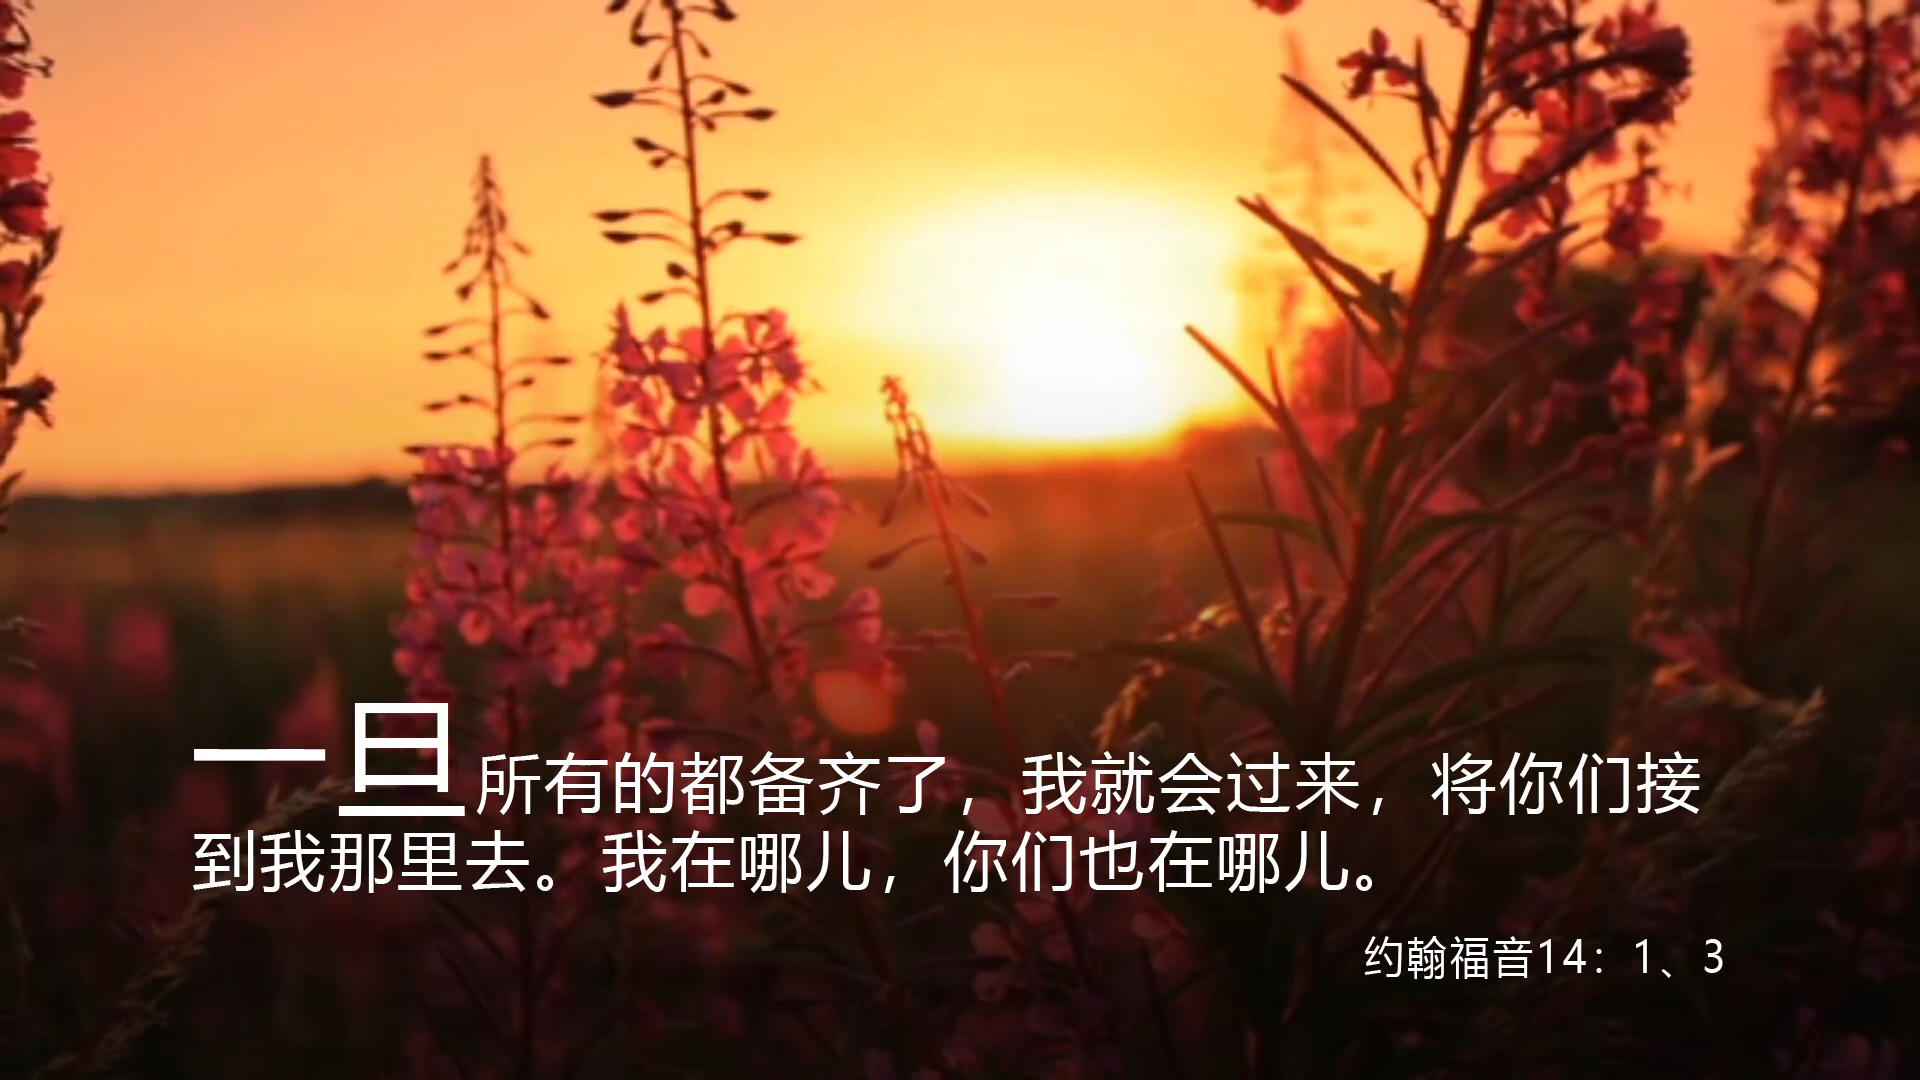 一旦所有的都备齐了，我就会过来，将你们接
到我那里去。我在哪儿，你们也在哪儿。
约翰福音14：1、3